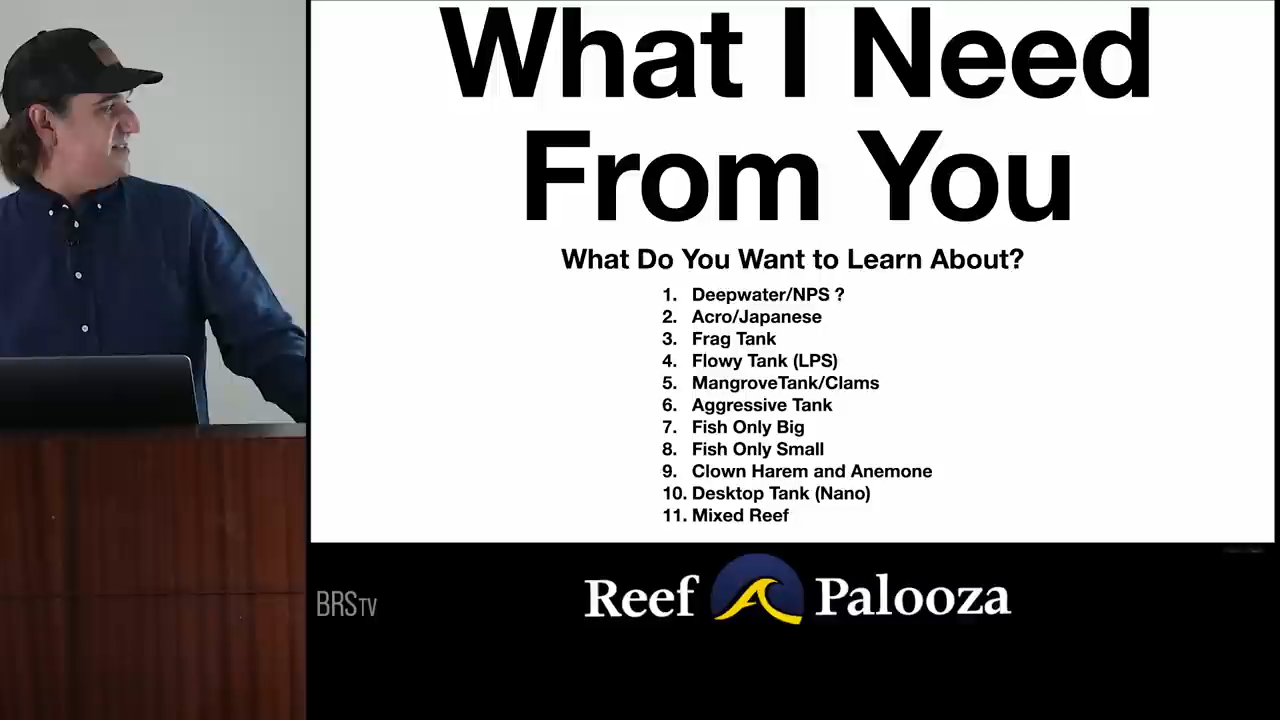 What I Need
From You
What Do You Want to Learn About?
1. Deepwater/NPS ?
2. Acro/Japanese
3. Frag Tank
4. Flowy Tank (LPS)
5. MangroveTank/Clams
6. Aggressive Tank
7. Fish Only Big
8. Fish Only Small
9. Clown Harem and Anemone
10. Desktop Tank (Nano)
11. Mixed Reef
BRSTV
Reef Palooza